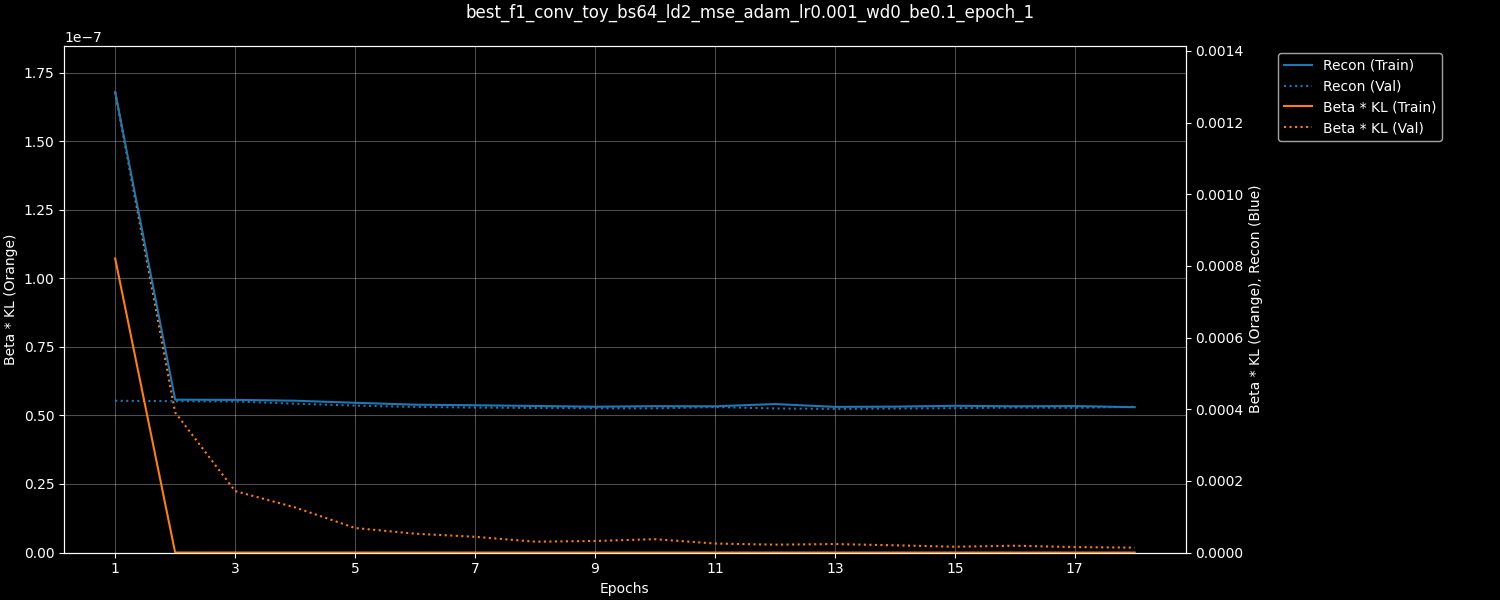 best_f1_conv_toy_bs64_ld2_mse_adam_lr0.001_wd0_be0.1_epoch_1
1e−7
1.75
1.50
1.25
1.00
0.75
0.50
0.25
0.00
Beta * KL (Orange)
1
3
5
7
9
11
13
15
17
Epochs
0.0014
0.0012
0.0010
0.0008
0.0006
0.0004
0.0002
0.0000
Beta * KL (Orange), Recon (Blue)
Recon (Train)
Recon (Val)
Beta * KL (Train)
Beta * KL (Val)